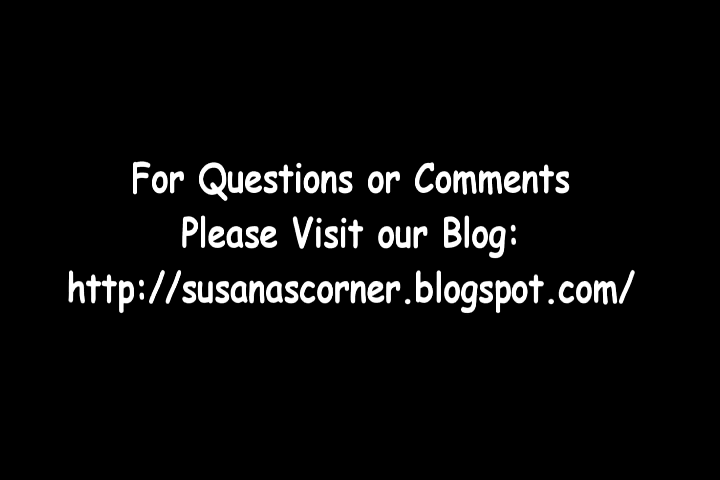 For Questions or Comments
Please Visit our Blog:
http://susanascorner.blogspot.com/